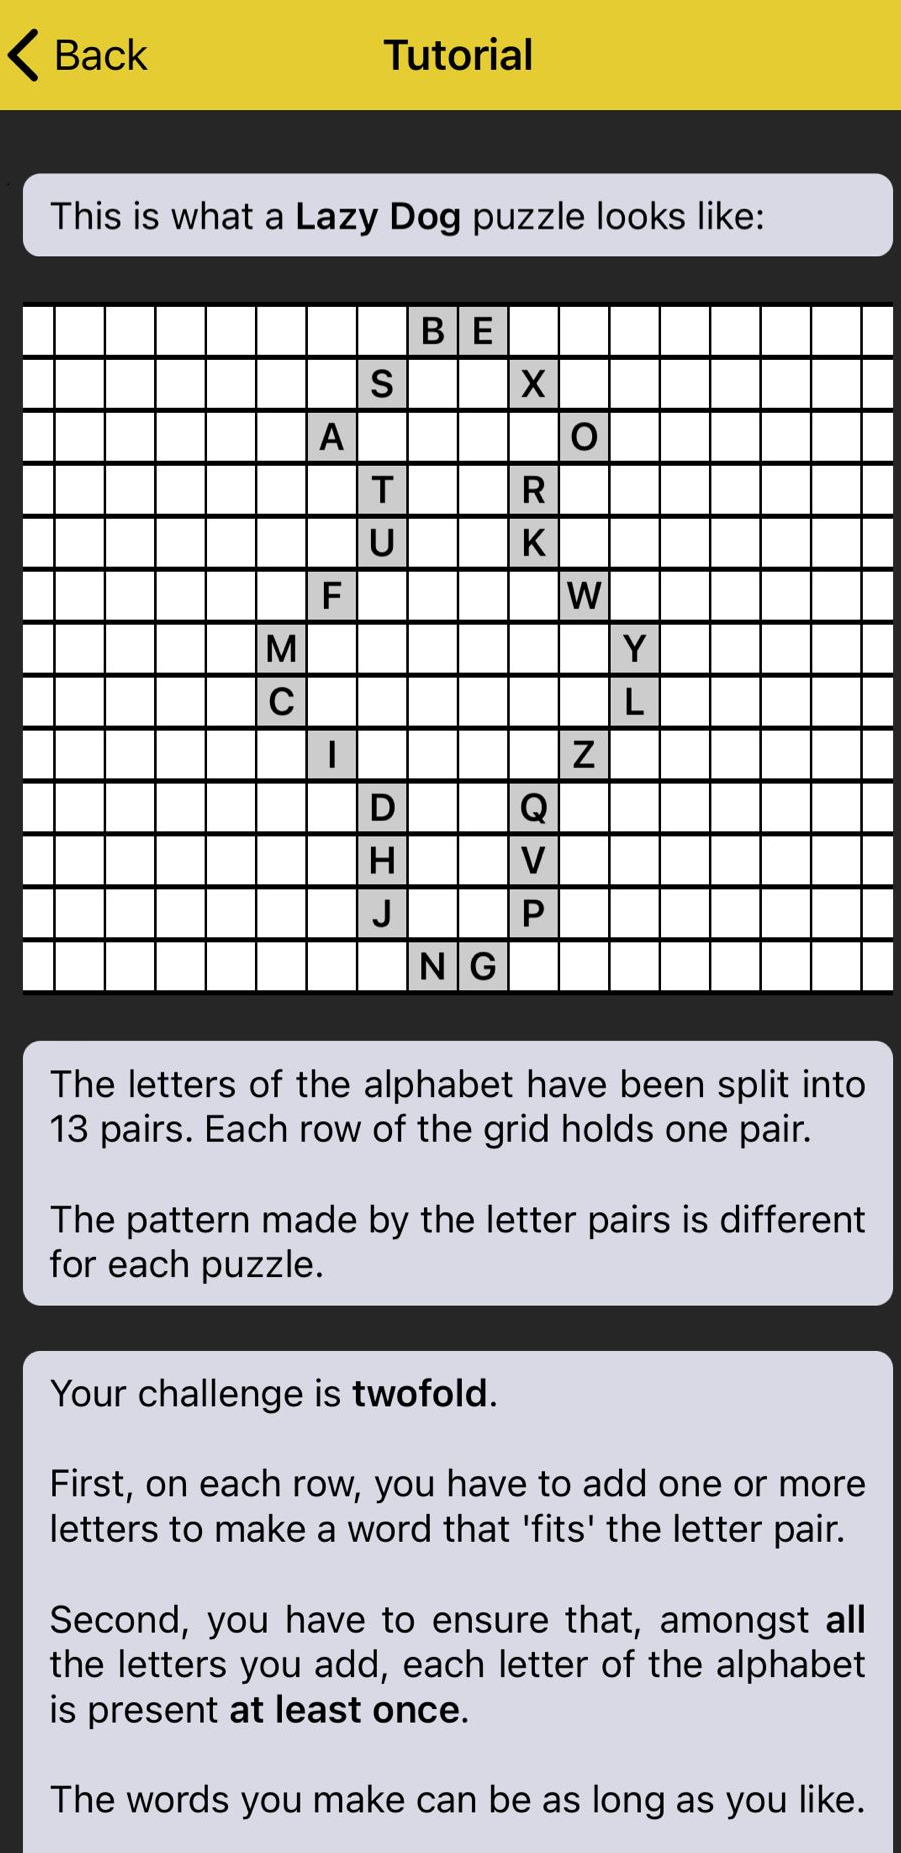 Back
Tutorial
This is what a Lazy Dog puzzle looks like:
B E
S X
A O
T R
U K
F W
M Y
C L
I Z
D Q
H V
J P
N G
The letters of the alphabet have been split into
13 pairs. Each row of the grid holds one pair.
The pattern made by the letter pairs is different
for each puzzle.
Your challenge is twofold.
First, on each row, you have to add one or more
letters to make a word that 'fits' the letter pair.
Second, you have to ensure that, amongst all
the letters you add, each letter of the alphabet
is present at least once.
The words you make can be as long as you like.